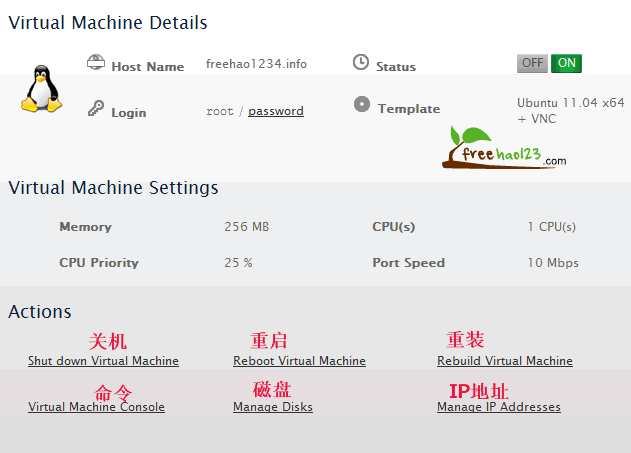 Virtual Machine Details
Host Name freehao1234.info Status OFF ON
Login root / password Template Ubuntu 11.04 x64
+ VNC
freehao123.com
Virtual Machine Settings
Memory 256 MB CPU(s) 1 CPU(s)
CPU Priority 25 % Port Speed 10 Mbps
Actions
关机 重启 重装
Shut down Virtual Machine Reboot Virtual Machine Rebuild Virtual Machine
命令 磁盘 IP地址
Virtual Machine Console Manage Disks Manage IP Addresses